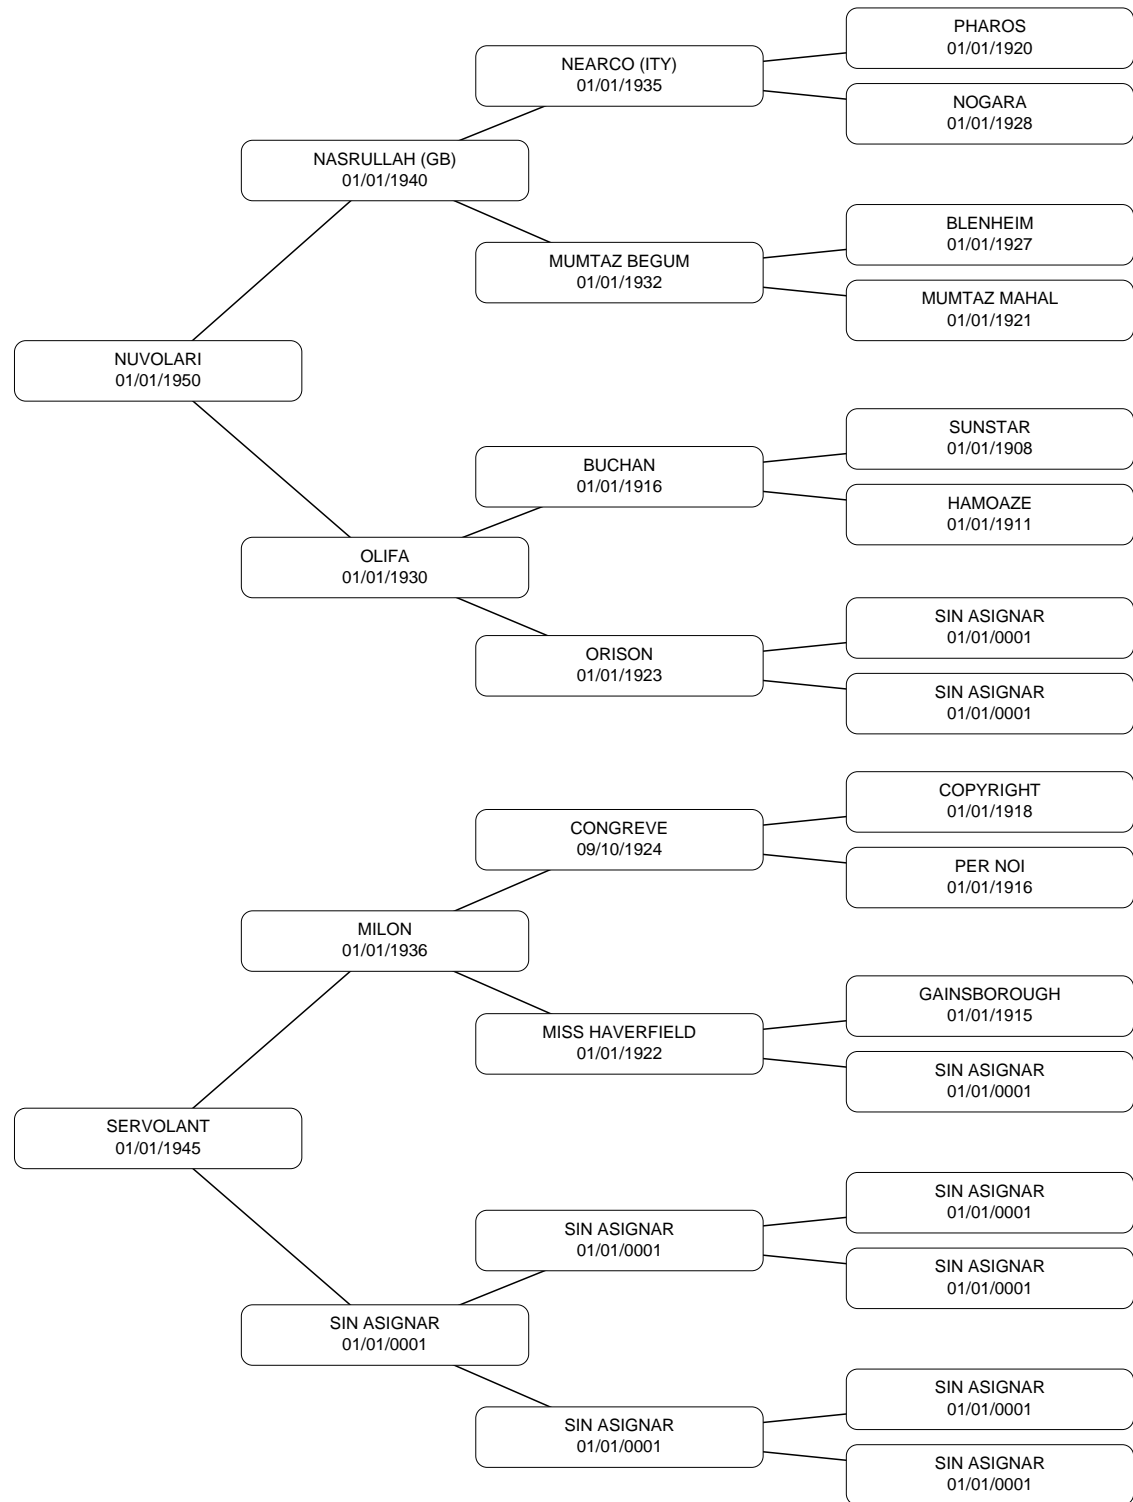 PHAROS
01/01/1920
NEARCO (ITY)
01/01/1935
NOGARA
01/01/1928
NASRULLAH (GB)
01/01/1940
BLENHEIM
01/01/1927
MUMTAZ BEGUM
01/01/1932
MUMTAZ MAHAL
01/01/1921
NUVOLARI
01/01/1950
SUNSTAR
01/01/1908
BUCHAN
01/01/1916
HAMOAZE
01/01/1911
OLIFA
01/01/1930
SIN ASIGNAR
01/01/0001
ORISON
01/01/1923
SIN ASIGNAR
01/01/0001
COPYRIGHT
01/01/1918
CONGREVE
09/10/1924
PER NOI
01/01/1916
MILON
01/01/1936
GAINSBOROUGH
01/01/1915
MISS HAVERFIELD
01/01/1922
SIN ASIGNAR
01/01/0001
SERVOLANT
01/01/1945
SIN ASIGNAR
01/01/0001
SIN ASIGNAR
01/01/0001
SIN ASIGNAR
01/01/0001
SIN ASIGNAR
01/01/0001
SIN ASIGNAR
01/01/0001
SIN ASIGNAR
01/01/0001
SIN ASIGNAR
01/01/0001